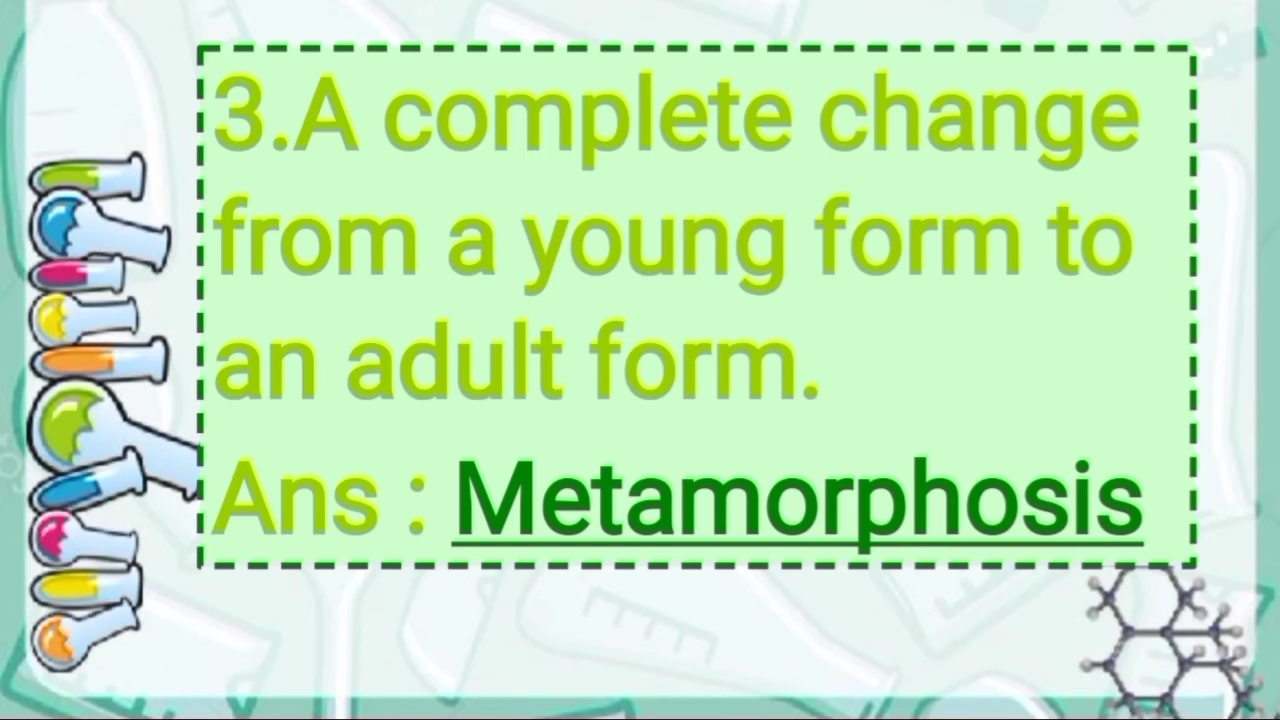 3.A complete change
from a young form to
an adult form.
Ans : Metamorphosis